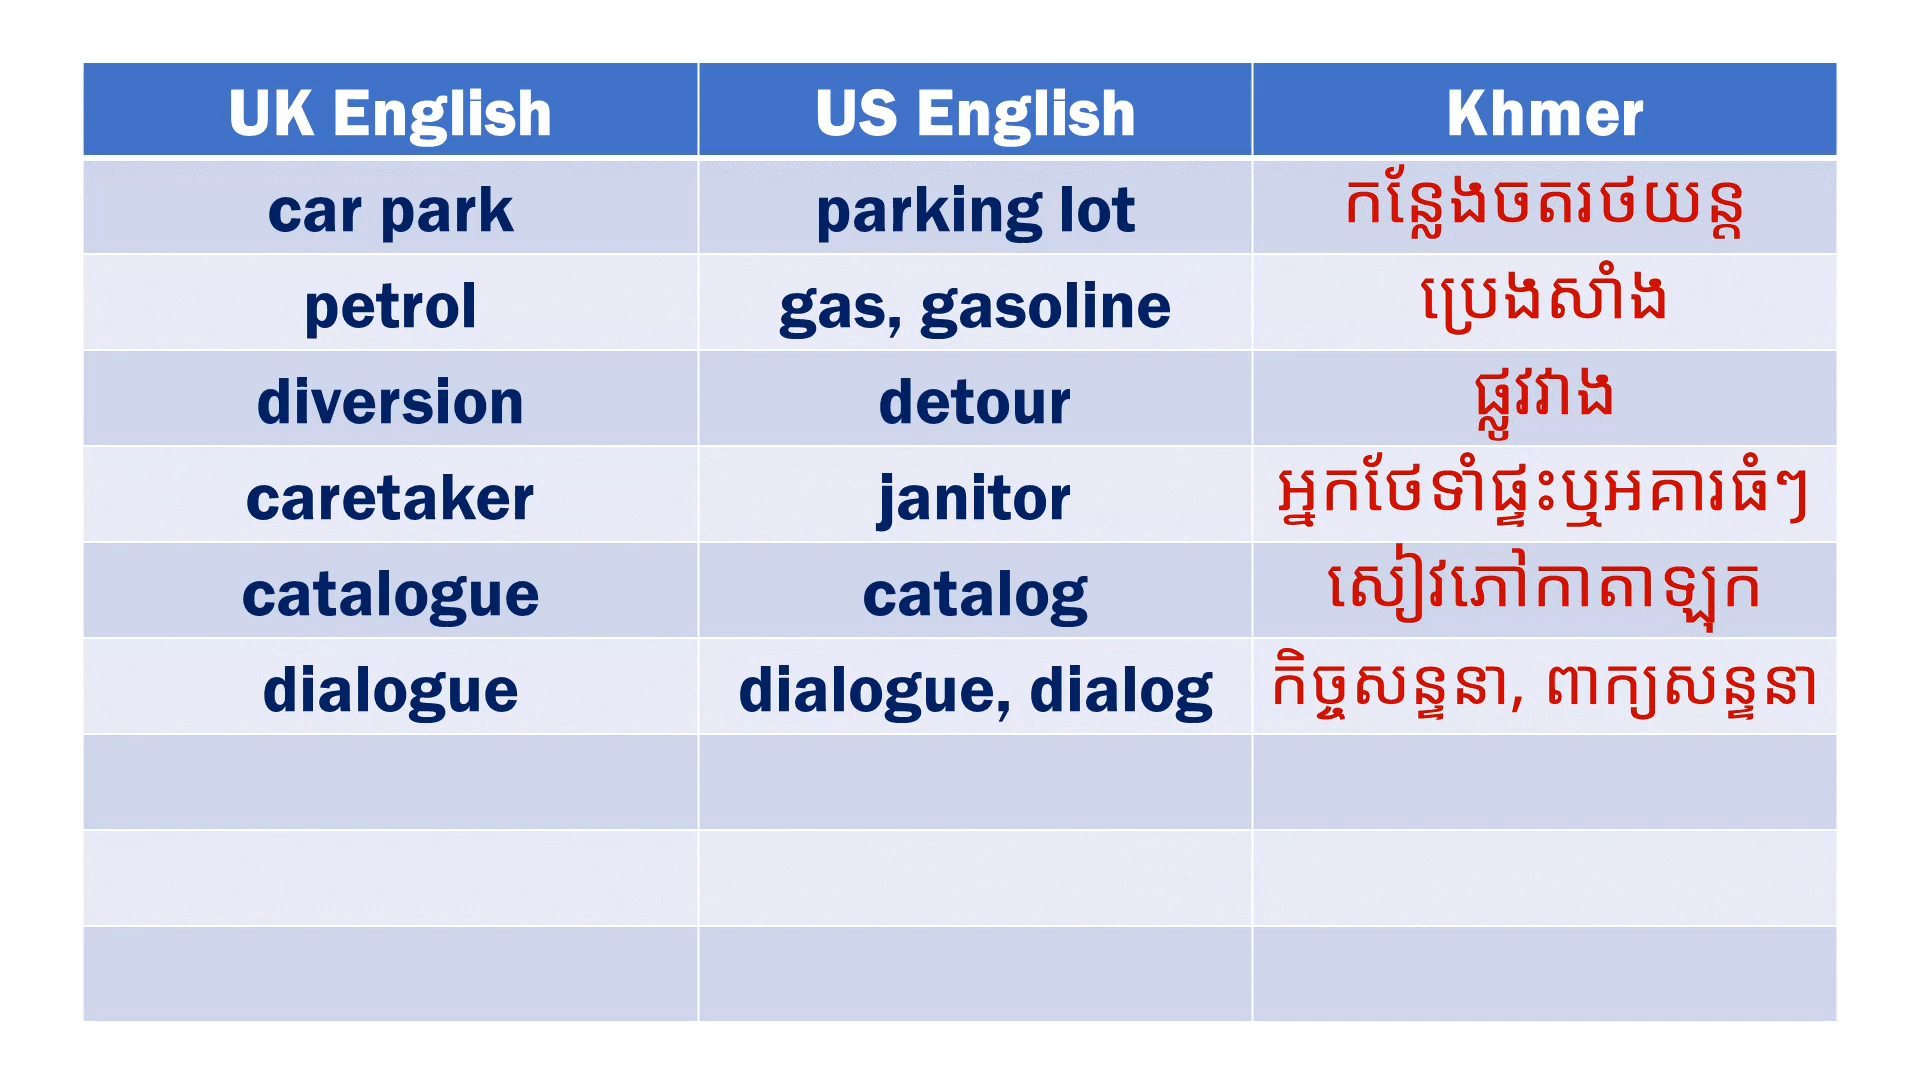 UK English US English Khmer
car park parking lot កន្លែងចតរថយន្ត
petrol gas, gasoline ប្រេងសាំង
diversion detour ផ្លូវវាង
caretaker janitor អ្នកថែទាំផ្ទះឬអគារធំៗ
catalogue catalog សៀវភៅកាតាឡុក
dialogue dialogue, dialog កិច្ចសន្ទនា, ពាក្យសន្ទនា